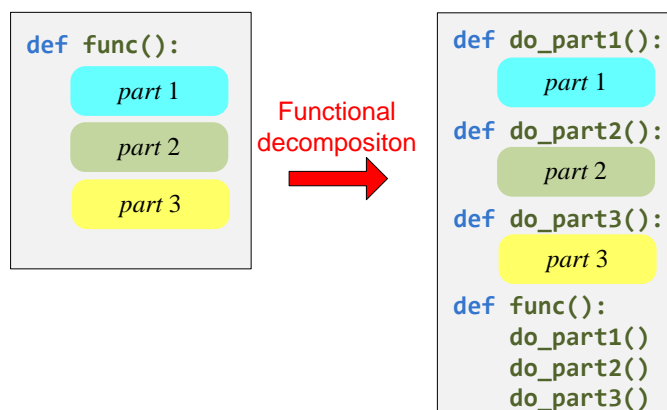 def func():
part 1
part 2
part 3
Functional
decompositon
def do_part1():
part 1
def do_part2():
part 2
def do_part3():
part 3
def func():
do_part1()
do_part2()
do_part3()